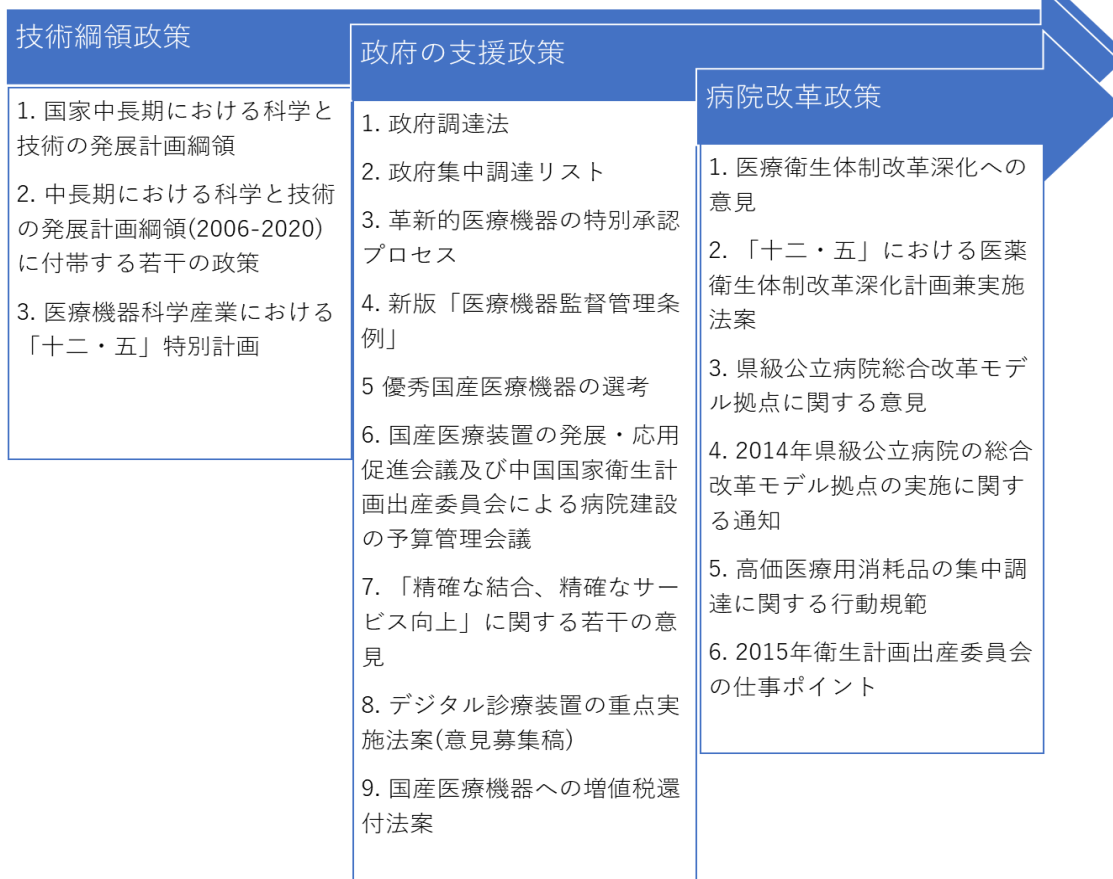 技術綱領政策
1. 国家中長期における科学と
技術の発展計画綱領
2. 中長期における科学と技術
の発展計画綱領(2006-2020)
に付帯する若干の政策
3. 医療機器科学産業における
「十二・五」特別計画
政府の支援政策
1. 政府調達法
2. 政府集中調達リスト
3. 革新的医療機器の特別承認
プロセス
4. 新版「医療機器監督管理条
例」
5 優秀国産医療機器の選考
6. 国産医療装置の発展・応用
促進会議及び中国国家衛生計
画出産委員会による病院建設
の予算管理会議
7. 「精確な結合、精確なサー
ビス向上」に関する若干の意
見
8. デジタル診療装置の重点実
施法案(意見募集稿)
9. 国産医療機器への増値税還
付法案
病院改革政策
1. 医療衛生体制改革深化への
意見
2. 「十二・五」における医薬
衛生体制改革深化計画兼実施
法案
3. 県級公立病院総合改革モデ
ル拠点に関する意見
4. 2014年県級公立病院の総合
改革モデル拠点の実施に関す
る通知
5. 高価医療用消耗品の集中調
達に関する行動規範
6. 2015年衛生計画出産委員会
の仕事ポイント